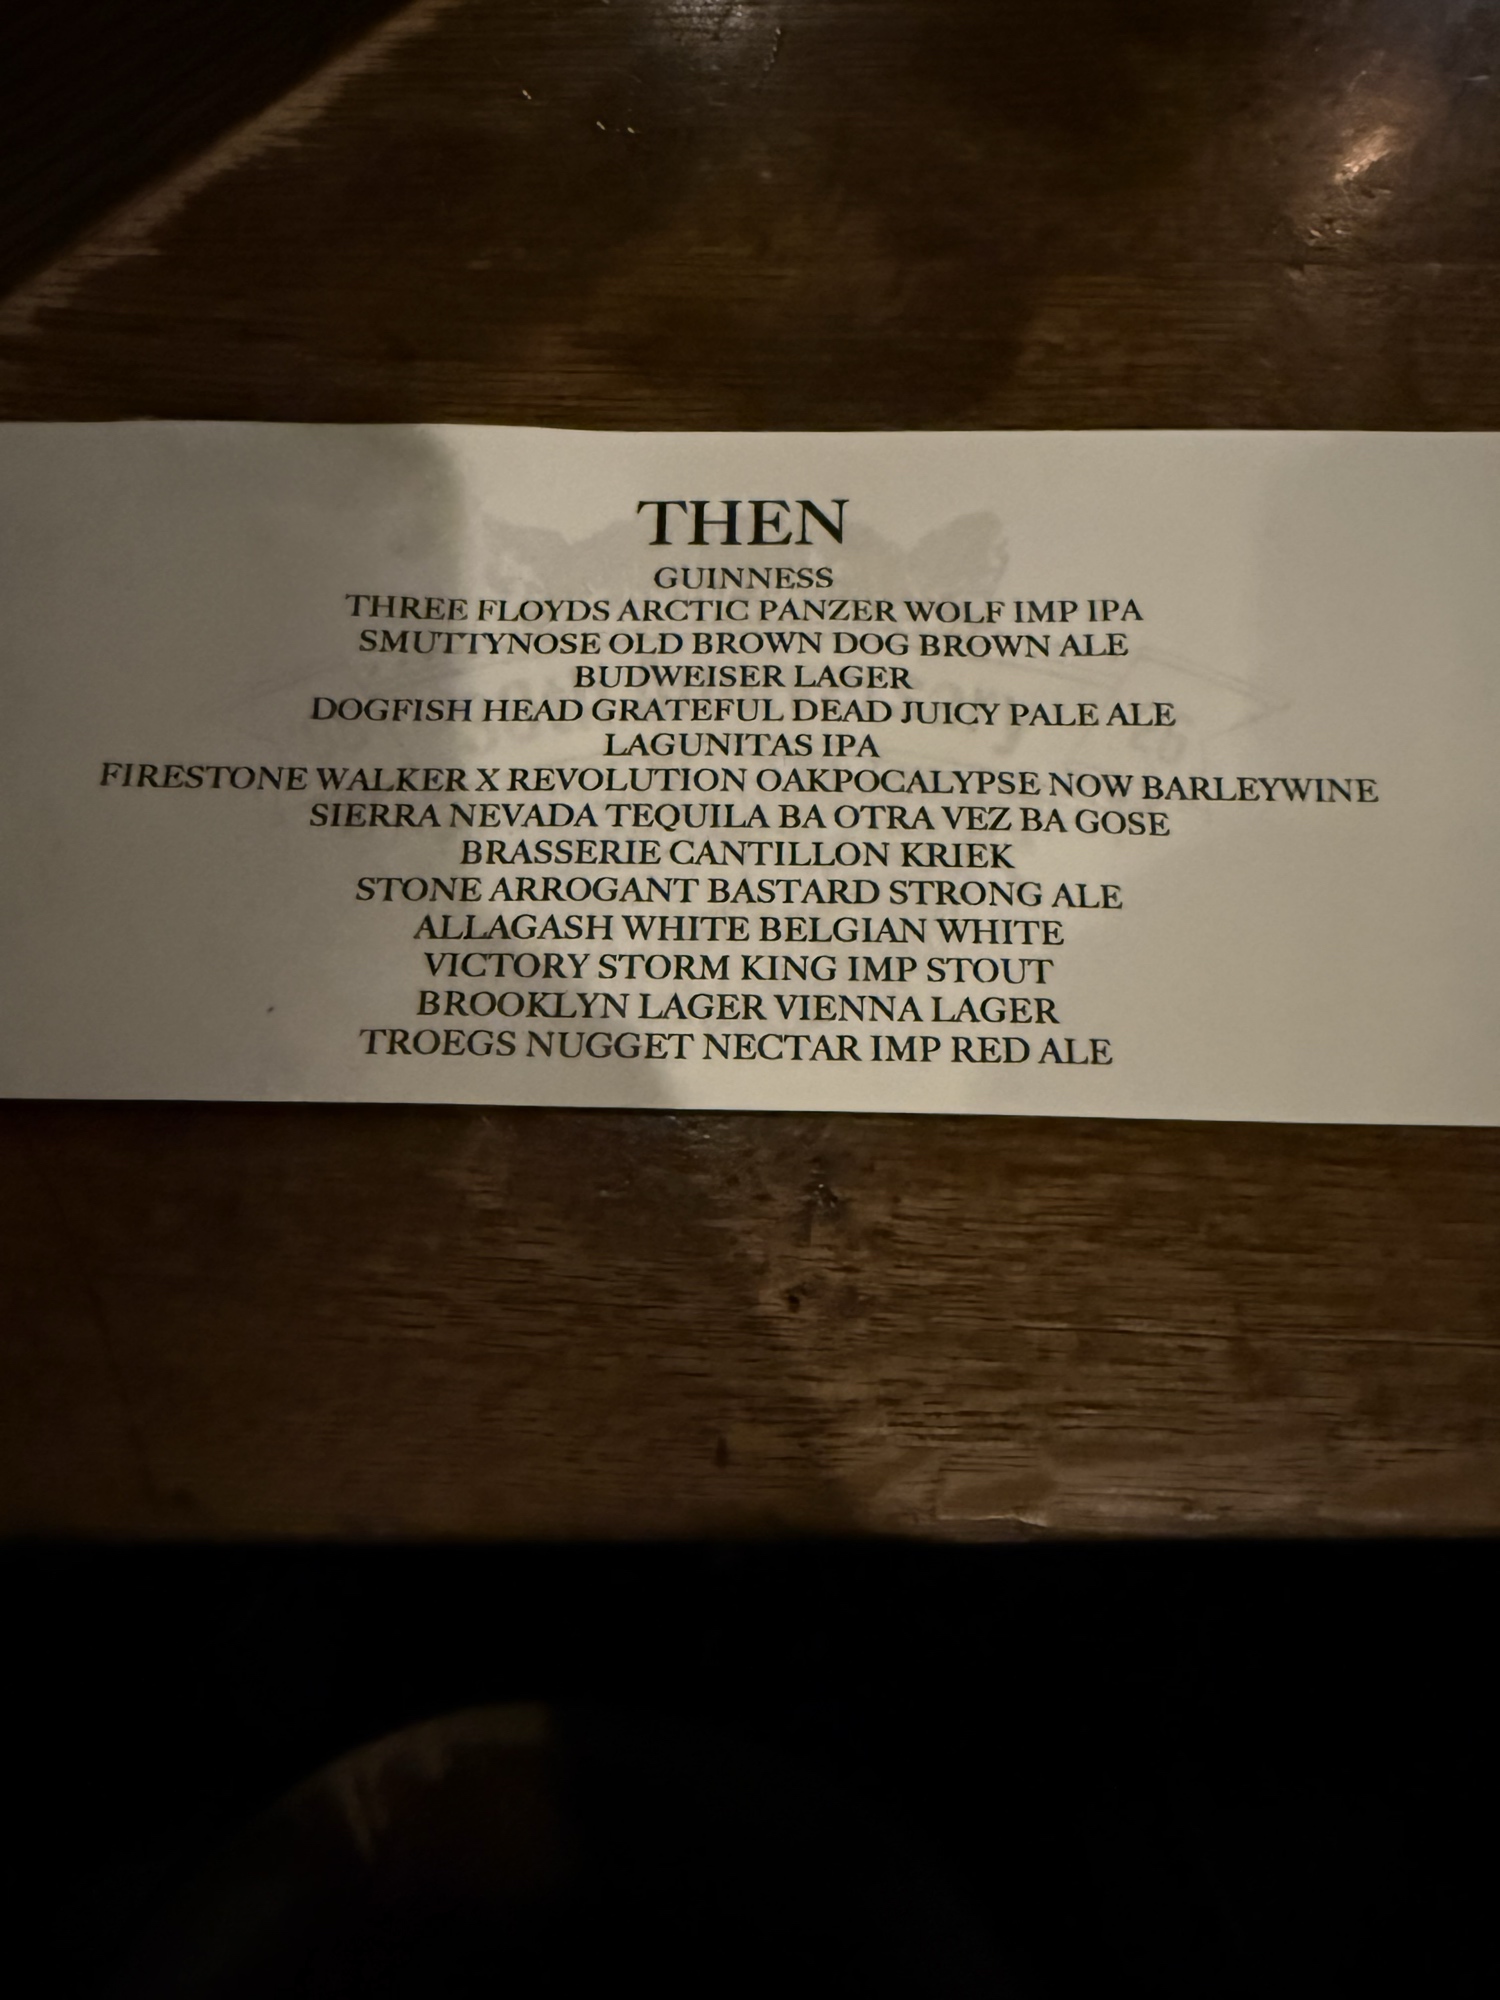 THEN
GUINNESS
THREE FLOYDS ARCTIC PANZER WOLF IMP IPA
SMUTTYNOSE OLD BROWN DOG BROWN ALE
BUDWEISER LAGER
DOGFISH HEAD GRATEFUL DEAD JUICY PALE ALE
LAGUNITAS IPA
FIRESTONE WALKER X REVOLUTION OAKPOCALYPSE NOW BARLEYWINE
SIERRA NEVADA TEQUILA BA OTRA VEZ BA GOSE
BRASSERIE CANTILLON KRIEK
STONE ARROGANT BASTARD STRONG ALE
ALLAGASH WHITE BELGIAN WHITE
VICTORY STORM KING IMP STOUT
BROOKLYN LAGER VIENNA LAGER
TROEGS NUGGET NECTAR IMP RED ALE